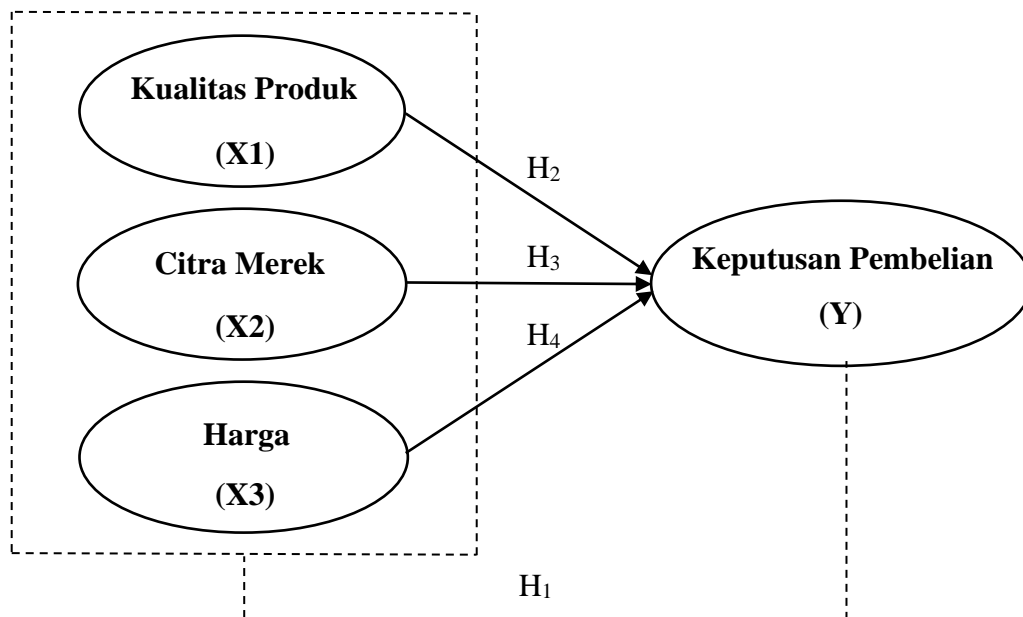 Kualitas Produk
(X1)
H₂
Citra Merek
(X2)
H₃
Keputusan Pembelian
(Y)
H₄
Harga
(X3)
H₁